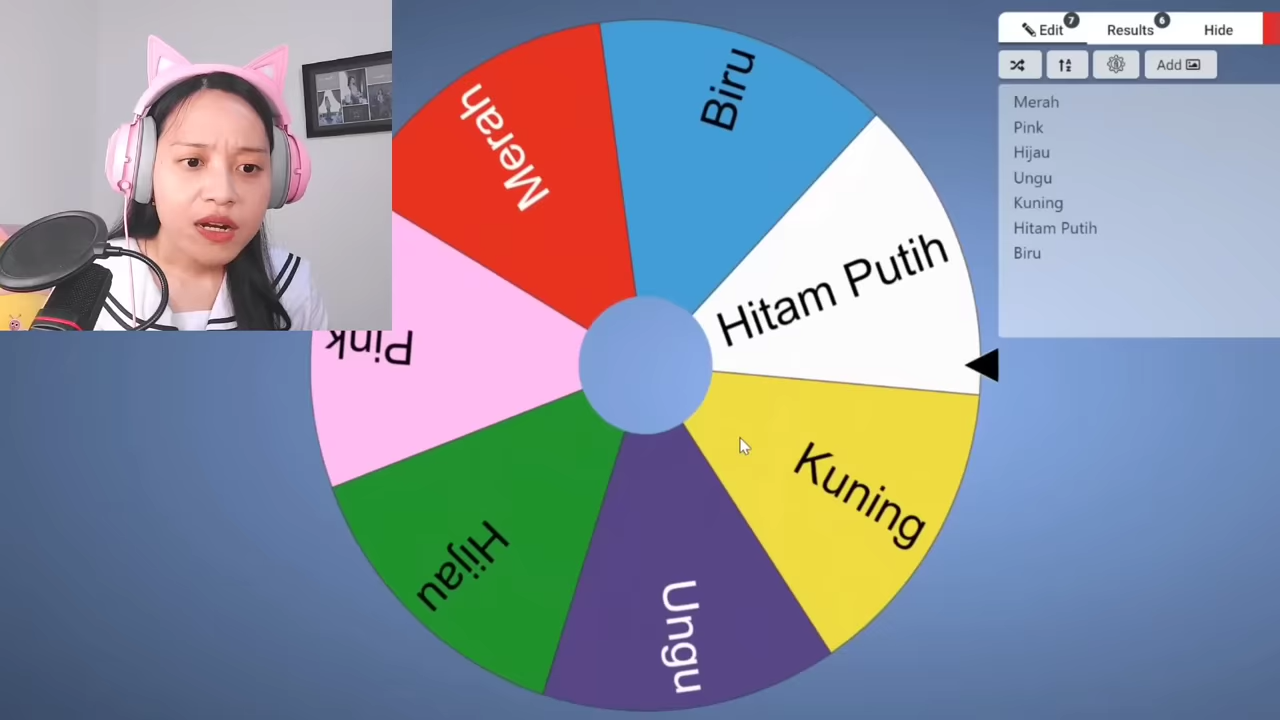 Edit
7
Results
6
Hide
Add
Merah
Pink
Hijau
Ungu
Kuning
Hitam Putih
Biru
Merah
Biru
Hitam Putih
Kuning
Ungu
Hijau
Pink